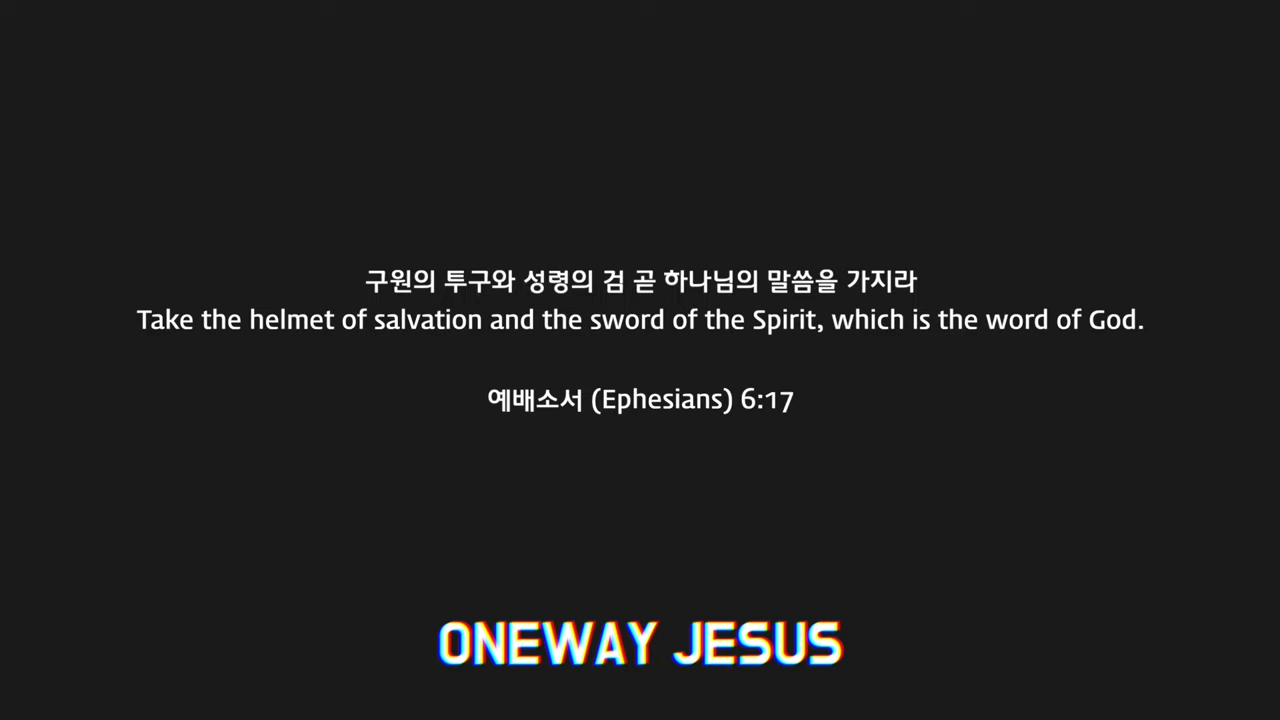 구원의 투구와 성령의 검 곧 하나님의 말씀을 가지라
Take the helmet of salvation and the sword of the Spirit, which is the word of God.
예배소서 (Ephesians) 6:17
ONEWAY JESUS